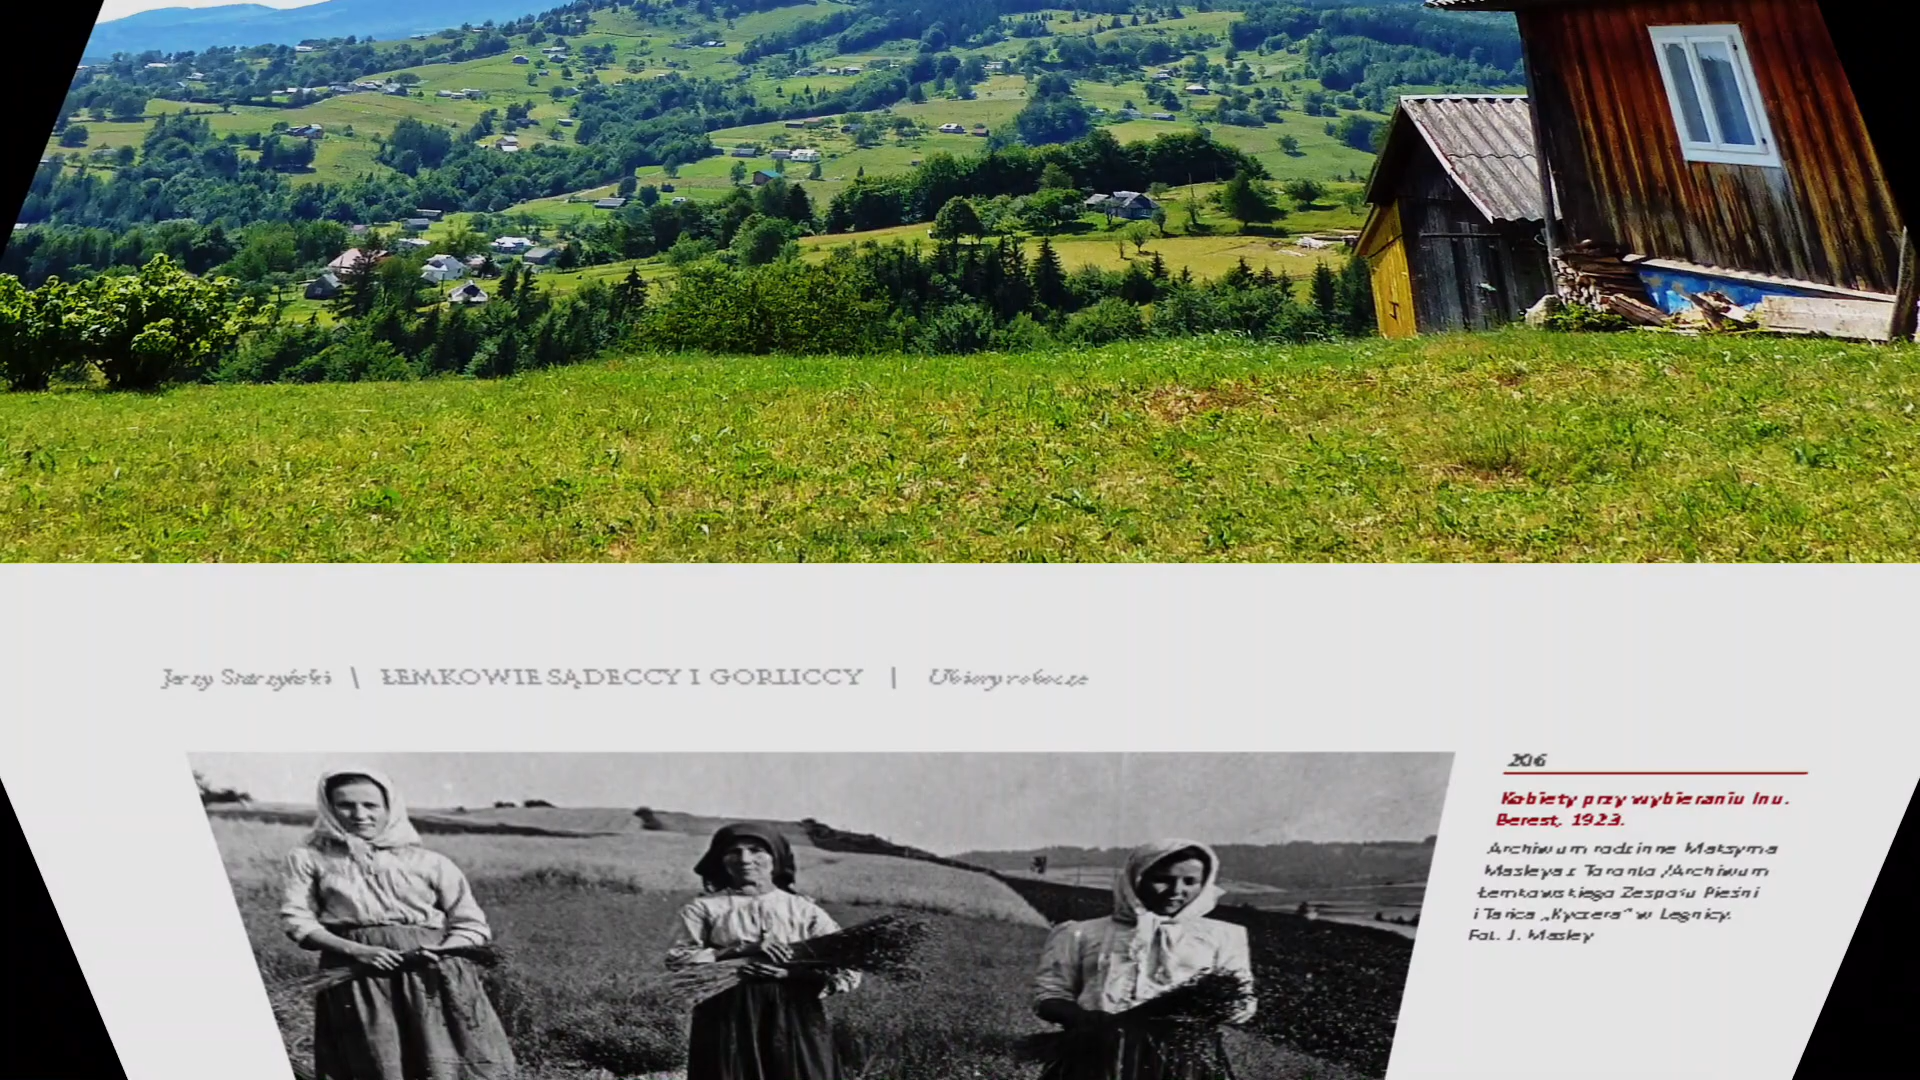 Jerzy Starzyński | ŁEMKOWIE SĄDECCY I GORLICCY | Ubiory robocze
206
Kobiety przy wybieraniu lnu.
Berest, 1923.
Archiwum rodzinne Maksyma
Masleya z Toronto /Archiwum
Łemkowskiego Zespołu Pieśni
i Tańca „Kyczera" w Legnicy.
Fot. J. Masley